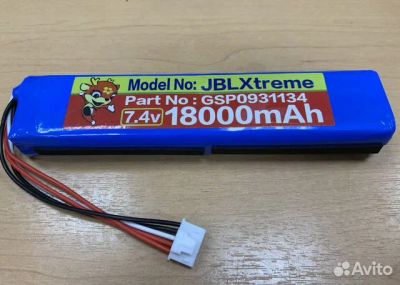 Model No: JBLXtreme
Part No : GSP0931134
7.4v 18000mAh
Avito